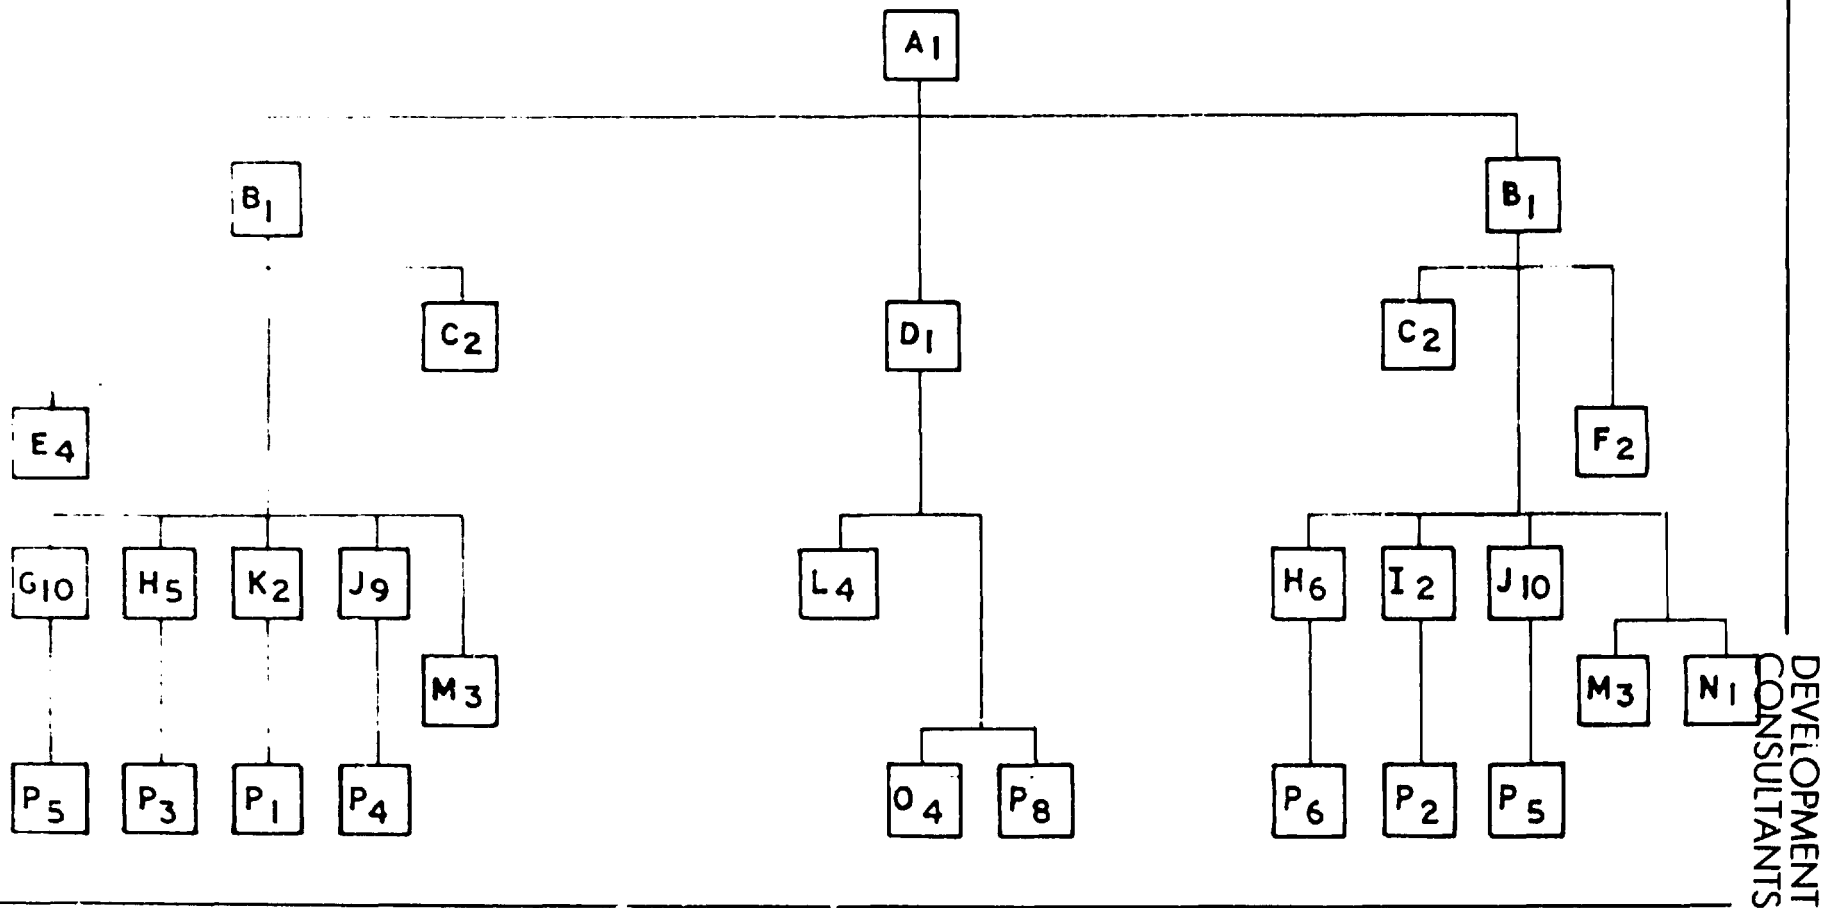 A1
B1
B1
C2
D1
C2
E4
F2
G10 H5 K2 J9
L4
H6 I2 J10
M3
M3 N1
P5 P3 P1 P4
O4 P8
P6 P2 P5
DEVELOPMENT
CONSULTANTS